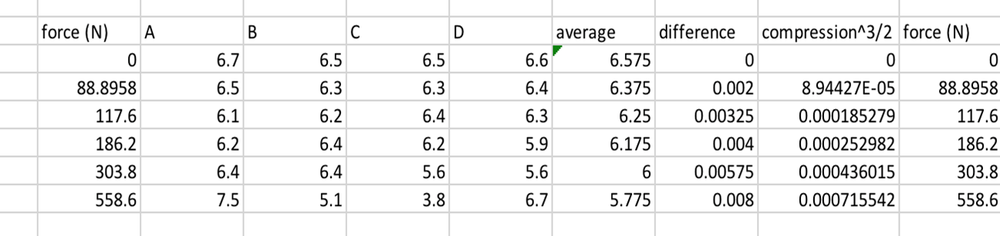 force (N) A B C D average difference compression^3/2 force (N)
0 6.7 6.5 6.5 6.6 6.575 0 0 0
88.8958 6.5 6.3 6.3 6.4 6.375 0.002 8.94427E-05 88.8958
117.6 6.1 6.2 6.4 6.3 6.25 0.00325 0.000185279 117.6
186.2 6.2 6.4 6.2 5.9 6.175 0.004 0.000252982 186.2
303.8 6.4 6.4 5.6 5.6 6 0.00575 0.000436015 303.8
558.6 7.5 5.1 3.8 6.7 5.775 0.008 0.000715542 558.6